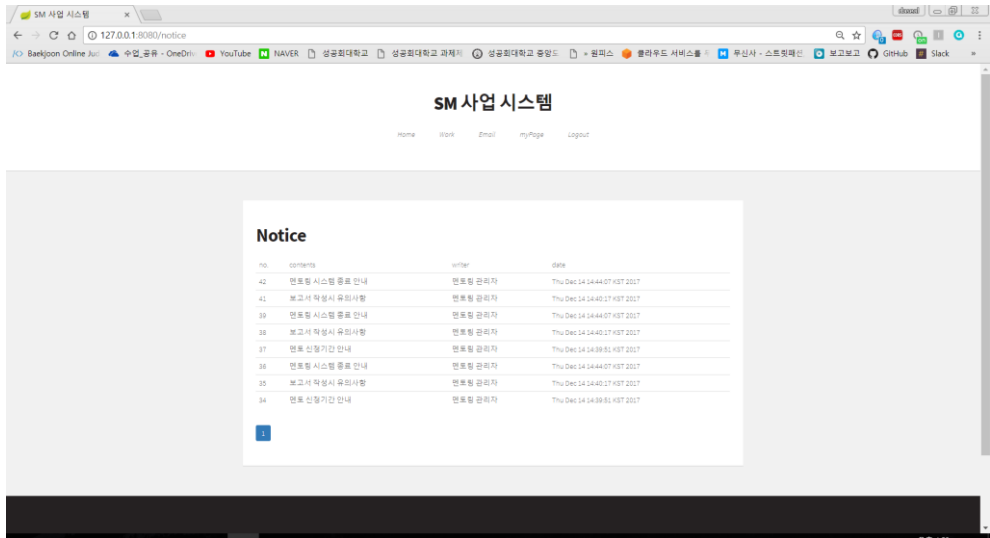 SM 사업 시스템
127.0.0.1:8080/notice
Baekjoon Online Jud 수업_공유 - OneDriv YouTube NAVER 성공회대학교 성공회대학교 과제지 성공회대학교 중앙도 » 원피스 클라우드 서비스를 무신사 - 스트릿패션 보고보고 GitHub Slack »
SM 사업 시스템
Home Work Email myPage Logout
Notice
no. contents writer date
42 멘토링 시스템 종료 안내 멘토링 관리자 Thu Dec 14 14:44:07 KST 2017
41 보고서 작성시 유의사항 멘토링 관리자 Thu Dec 14 14:40:17 KST 2017
39 멘토링 시스템 종료 안내 멘토링 관리자 Thu Dec 14 14:44:07 KST 2017
38 보고서 작성시 유의사항 멘토링 관리자 Thu Dec 14 14:40:17 KST 2017
37 멘토 신청기간 안내 멘토링 관리자 Thu Dec 14 14:39:51 KST 2017
36 멘토링 시스템 종료 안내 멘토링 관리자 Thu Dec 14 14:44:07 KST 2017
35 보고서 작성시 유의사항 멘토링 관리자 Thu Dec 14 14:40:17 KST 2017
34 멘토 신청기간 안내 멘토링 관리자 Thu Dec 14 14:39:51 KST 2017
1